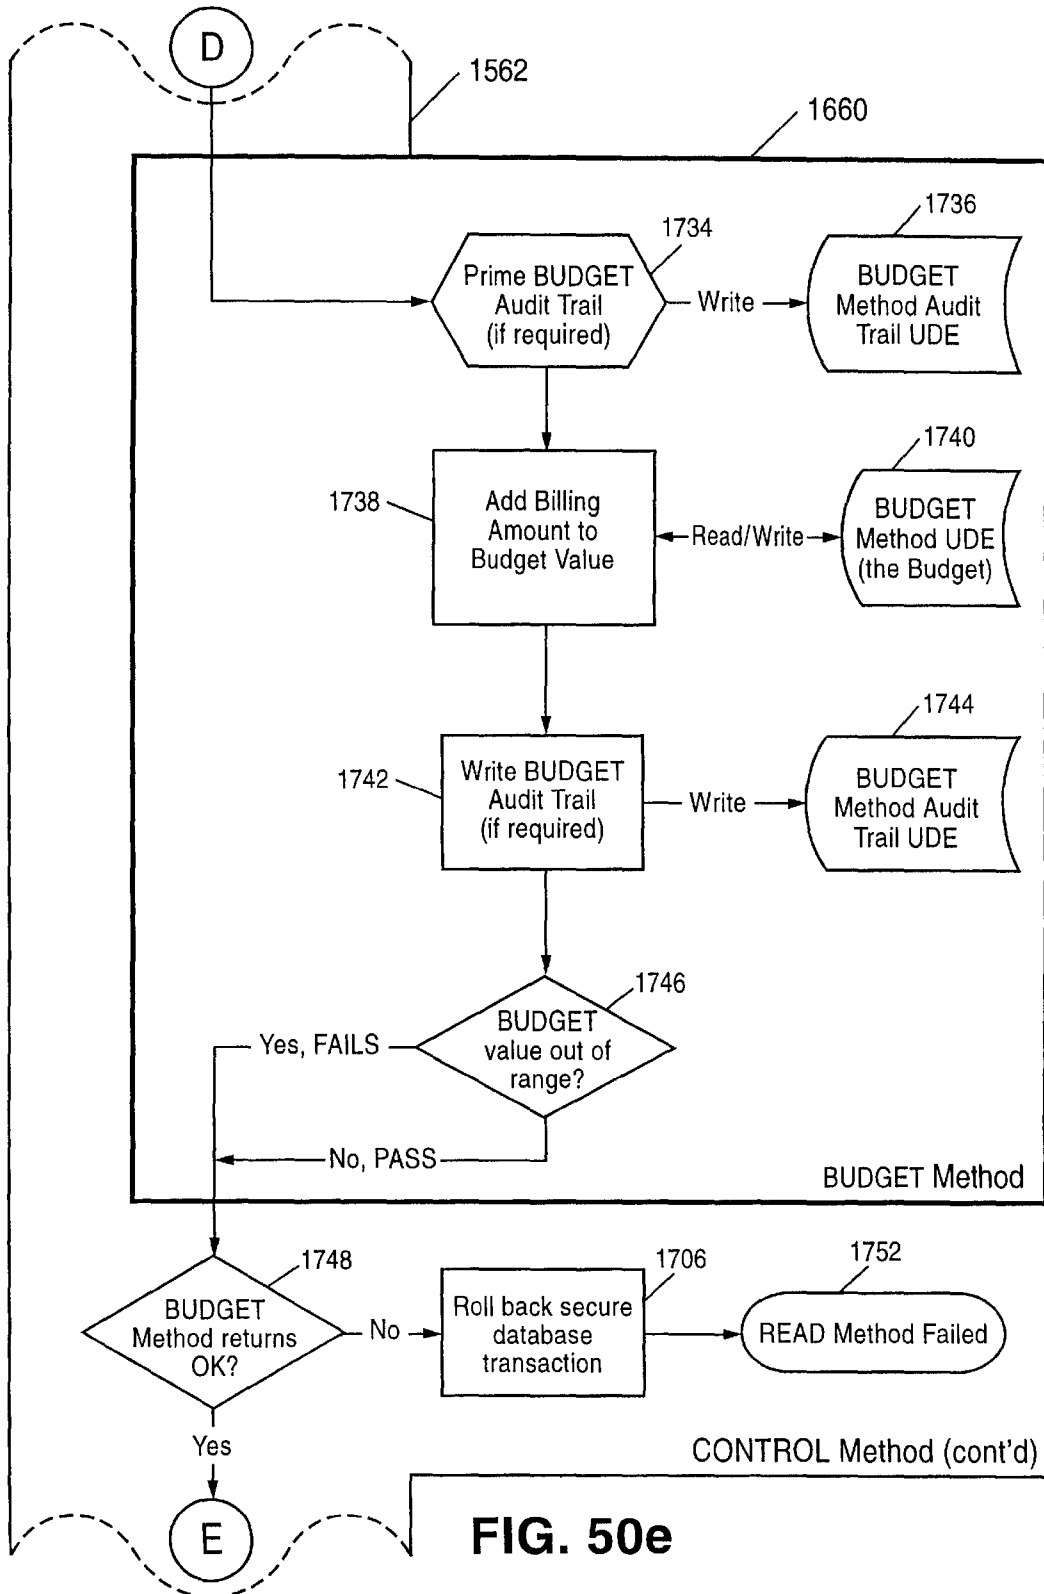 D
1562
1660
1734
1736
Prime BUDGET
Audit Trail
(if required)
Write
BUDGET
Method Audit
Trail UDE
1738
1740
Add Billing
Amount to
Budget Value
Read/Write
BUDGET
Method UDE
(the Budget)
1742
1744
Write BUDGET
Audit Trail
(if required)
Write
BUDGET
Method Audit
Trail UDE
1746
BUDGET
value out of
range?
Yes, FAILS
No, PASS
BUDGET Method
1748
BUDGET
Method returns
OK?
No
1706
Roll back secure
database
transaction
1752
READ Method Failed
Yes
CONTROL Method (cont'd)
E
FIG. 50e